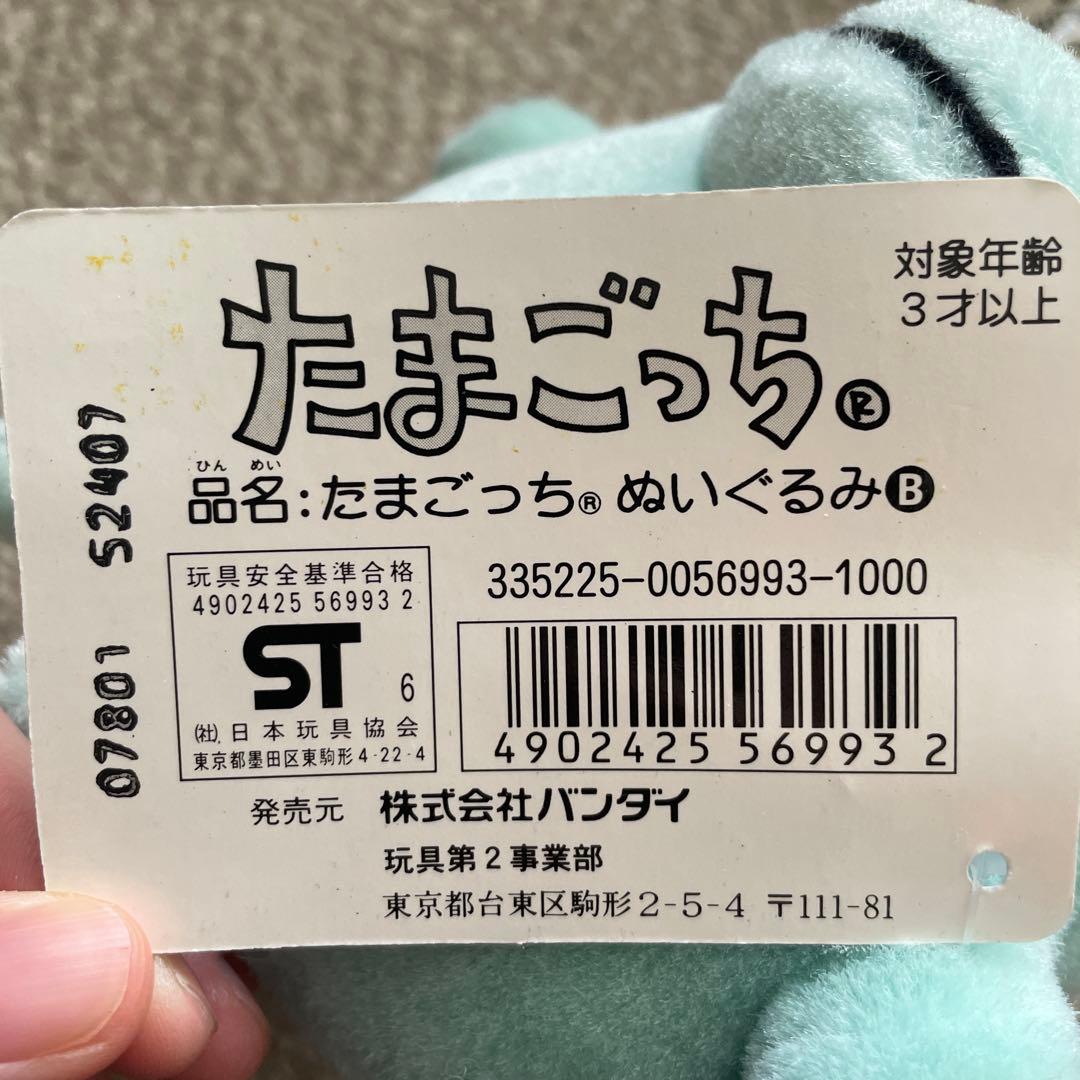 たまごっち®
対象年齢
3才以上
ひん めい
品名:たまごっち® ぬいぐるみB
52407
07801
玩具安全基準合格
4902425 56993 2
ST 6
(社)日本玩具協会
東京都墨田区東駒形4-22-4
335225-0056993-1000
4902425 56993 2
発売元 株式会社バンダイ
玩具第2事業部
東京都台東区駒形2-5-4 〒111-81